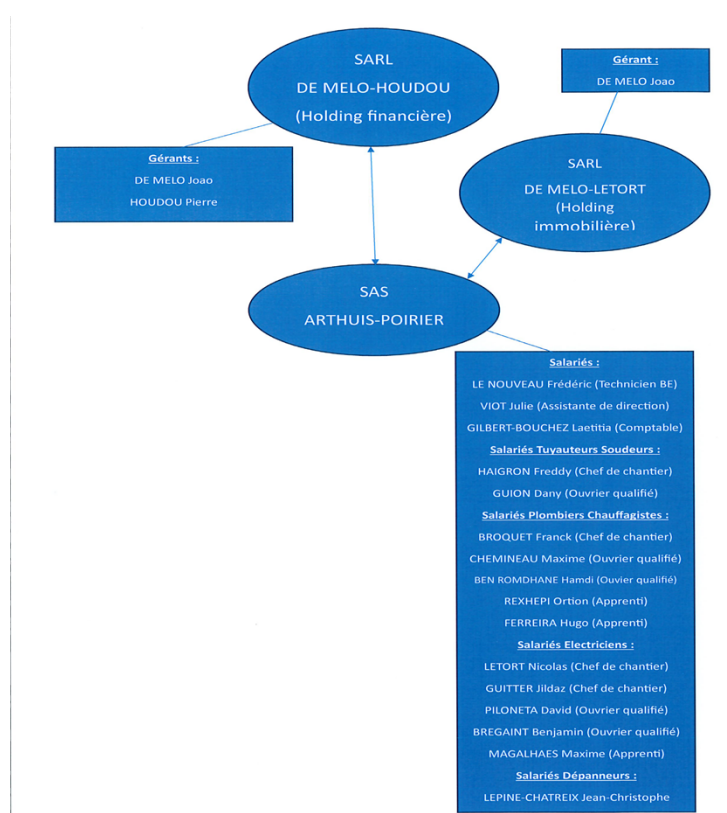 SARL
DE MELO-HOUDOU
(Holding financière)
Gérant :
DE MELO Joao
Gérants :
DE MELO Joao
HOUDOU Pierre
SARL
DE MELO-LETORT
(Holding
immobilière)
SAS
ARTHUIS-POIRIER
Salariés :
LE NOUVEAU Frédéric (Technicien BE)
VIOT Julie (Assistante de direction)
GILBERT-BOUCHEZ Laetitia (Comptable)
Salariés Tuyauteurs Soudeurs :
HAIGRON Freddy (Chef de chantier)
GUION Dany (Ouvrier qualifié)
Salariés Plombiers Chauffagistes :
BROQUET Franck (Chef de chantier)
CHEMINEAU Maxime (Ouvrier qualifié)
BEN ROMDHANE Hamdi (Ouvier qualifié)
REXHEPI Ortion (Apprenti)
FERREIRA Hugo (Apprenti)
Salariés Electriciens :
LETORT Nicolas (Chef de chantier)
GUITTER Jildaz (Chef de chantier)
PILONETA David (Ouvrier qualifié)
BREGAINT Benjamin (Ouvrier qualifié)
MAGALHAES Maxime (Apprenti)
Salariés Dépanneurs :
LEPINE-CHATREIX Jean-Christophe